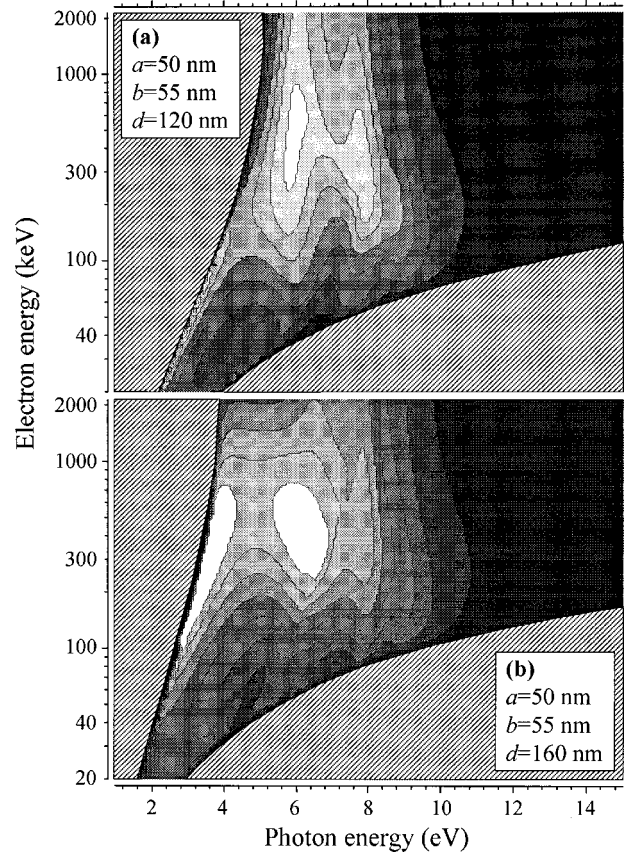 (a)
a=50 nm
b=55 nm
d=120 nm
2000
1000
300
100
40
Electron energy (keV)
2000
1000
300
100
40
20
(b)
a=50 nm
b=55 nm
d=160 nm
2 4 6 8 10 12 14
Photon energy (eV)